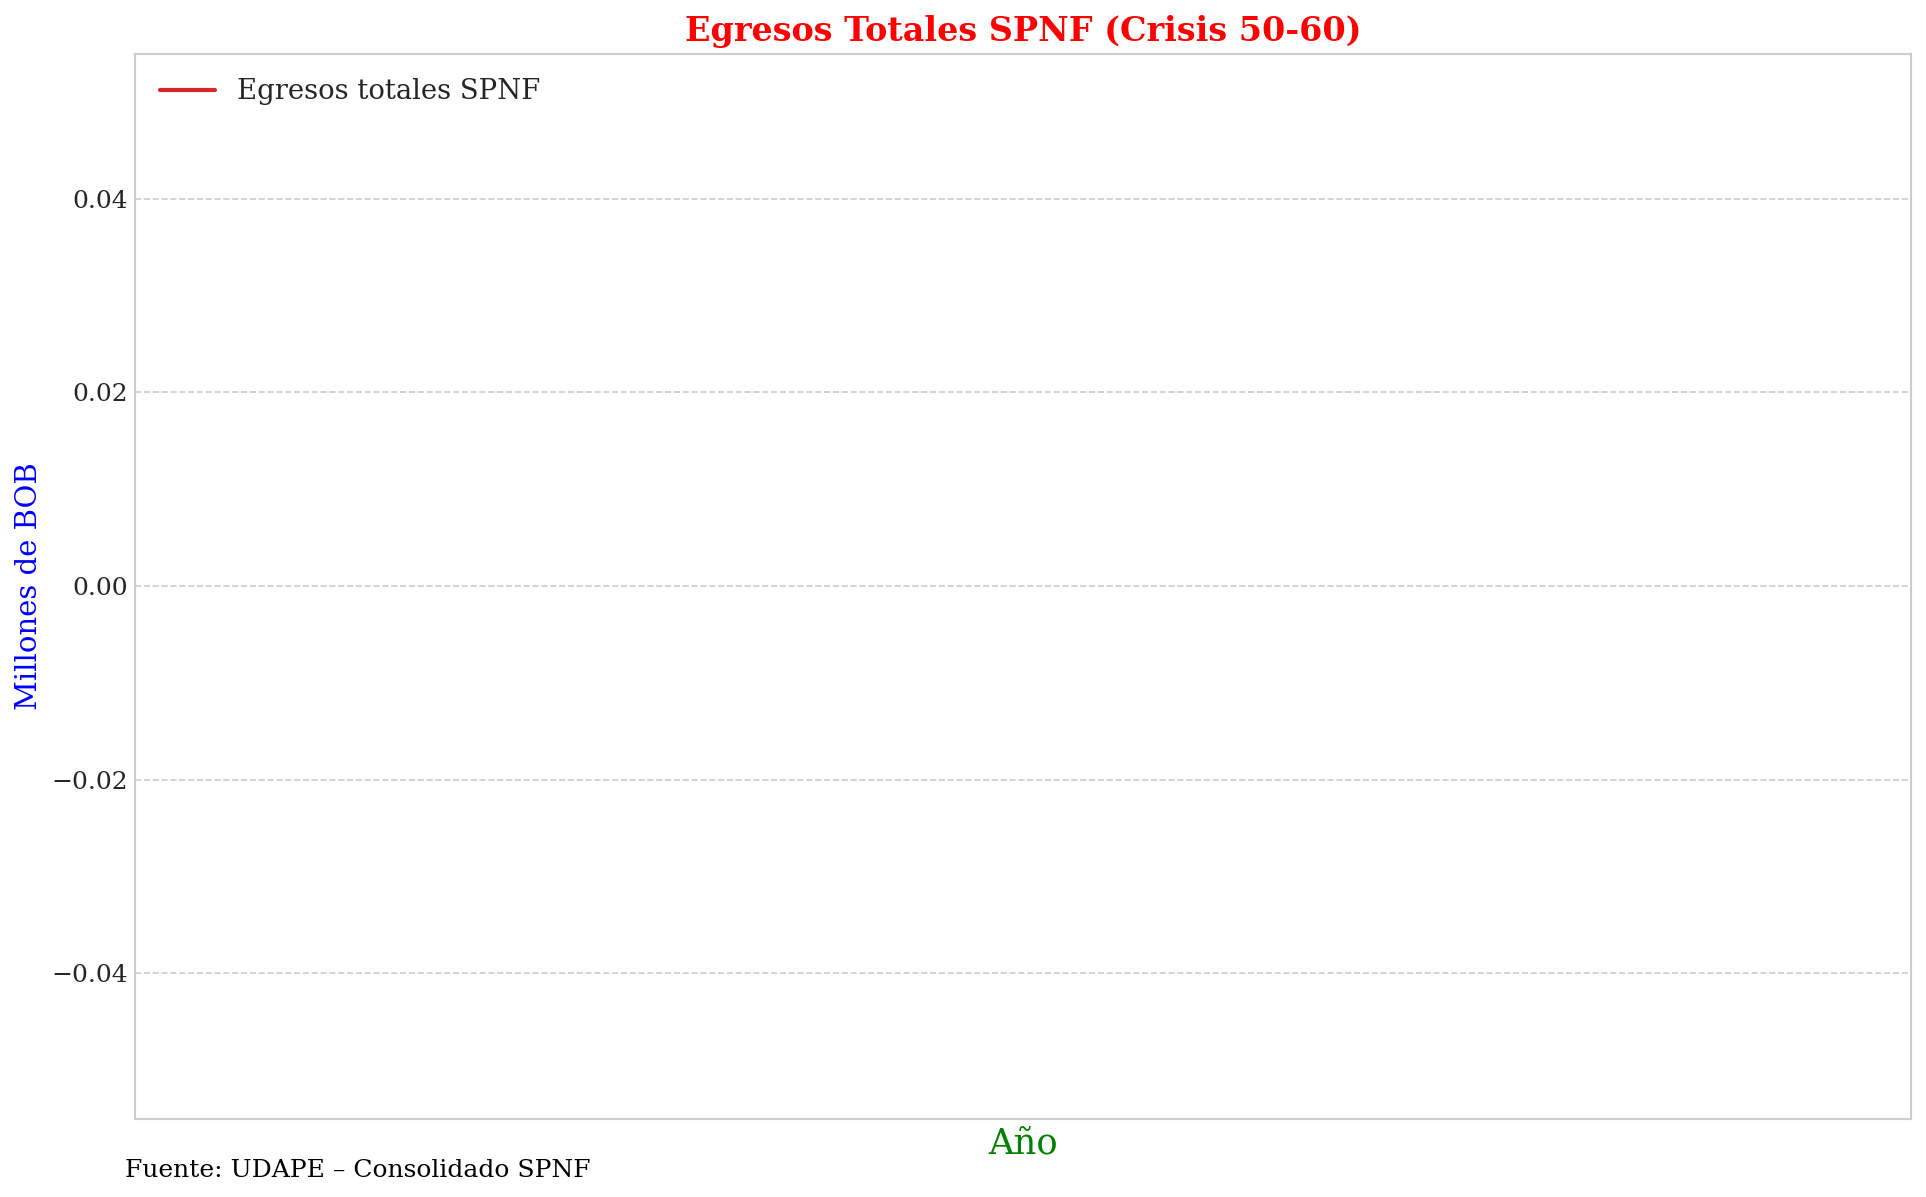 Egresos Totales SPNF (Crisis 50-60)
Egresos totales SPNF
0.04
0.02
0.00
−0.02
−0.04
Millones de BOB
Año
Fuente: UDAPE – Consolidado SPNF